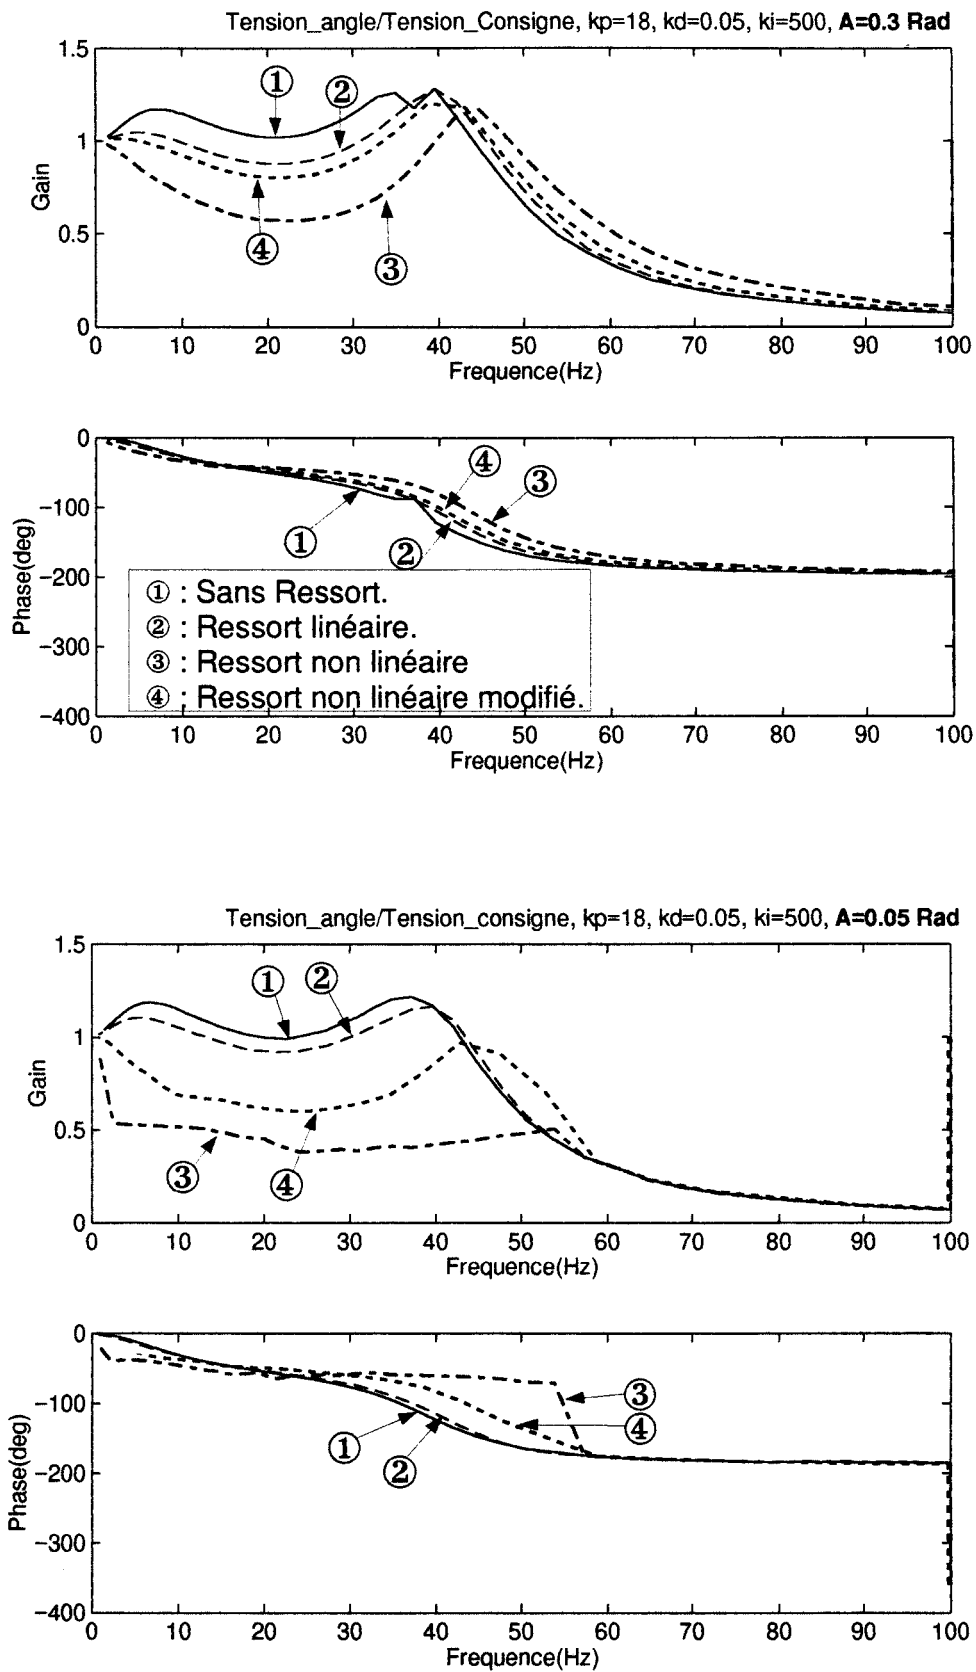 Tension_angle/Tension_Consigne, kp=18, kd=0.05, ki=500, A=0.3 Rad
1.5
1
0.5
0
Gain
① ② ④ ③
0 10 20 30 40 50 60 70 80 90 100
Frequence(Hz)
0
−100
−200
−300
−400
Phase(deg)
④ ③ ① ②
① : Sans Ressort.
② : Ressort linéaire.
③ : Ressort non linéaire
④ : Ressort non linéaire modifié.
0 10 20 30 40 50 60 70 80 90 100
Frequence(Hz)
Tension_angle/Tension_consigne, kp=18, kd=0.05, ki=500, A=0.05 Rad
1.5
1
0.5
0
Gain
① ② ③ ④
0 10 20 30 40 50 60 70 80 90 100
Frequence(Hz)
0
−100
−200
−300
−400
Phase(deg)
③ ④ ① ②
0 10 20 30 40 50 60 70 80 90 100
Frequence(Hz)